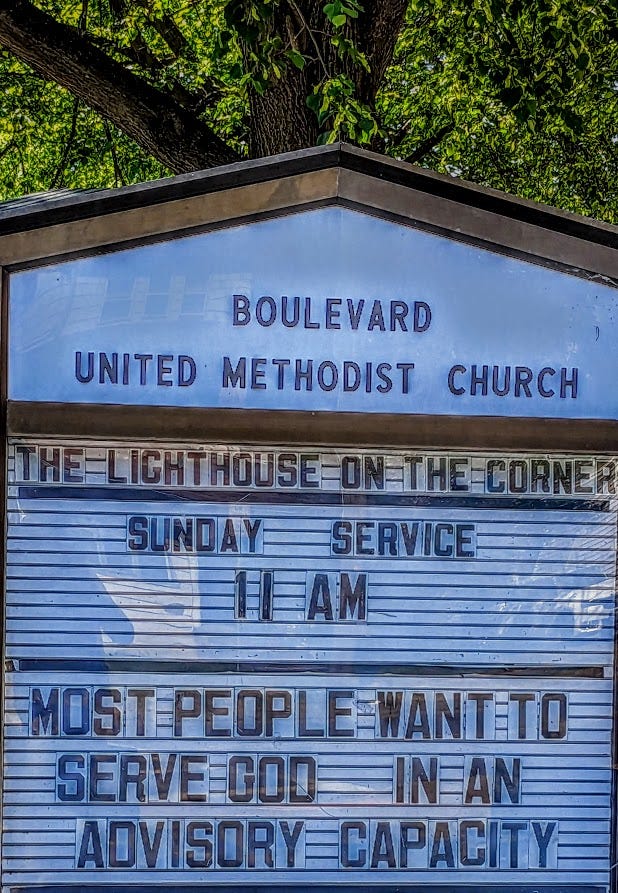 BOULEVARD
UNITED METHODIST CHURCH
THE LIGHTHOUSE ON THE CORNER
SUNDAY SERVICE
11 AM
MOST PEOPLE WANT TO
SERVE GOD IN AN
ADVISORY CAPACITY